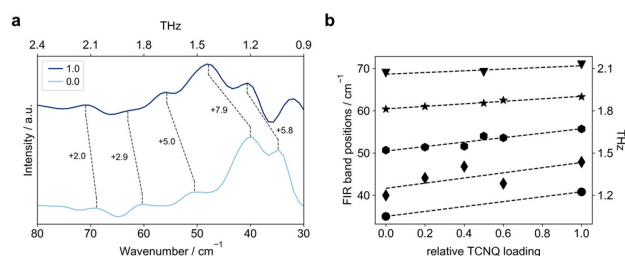 a
THz
2.4 2.1 1.8 1.5 1.2 0.9
1.0
0.0
Intensity / a.u.
+2.0
+2.9
+5.0
+7.9
+5.8
80 70 60 50 40 30
Wavenumber / cm⁻¹
b
FIR band positions / cm⁻¹
70
60
50
40
2.1
1.8
1.5
1.2
THz
0.0 0.2 0.4 0.6 0.8 1.0
relative TCNQ loading